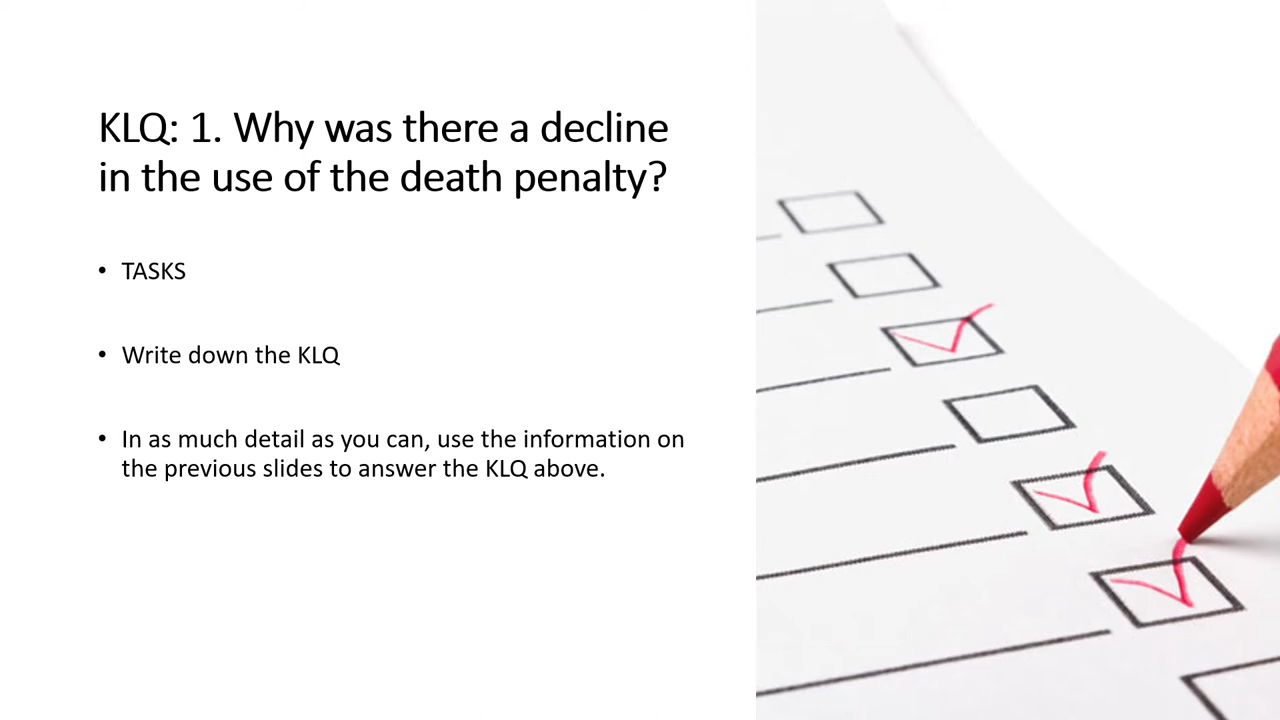 KLQ: 1. Why was there a decline
in the use of the death penalty?
• TASKS
• Write down the KLQ
• In as much detail as you can, use the information on
the previous slides to answer the KLQ above.